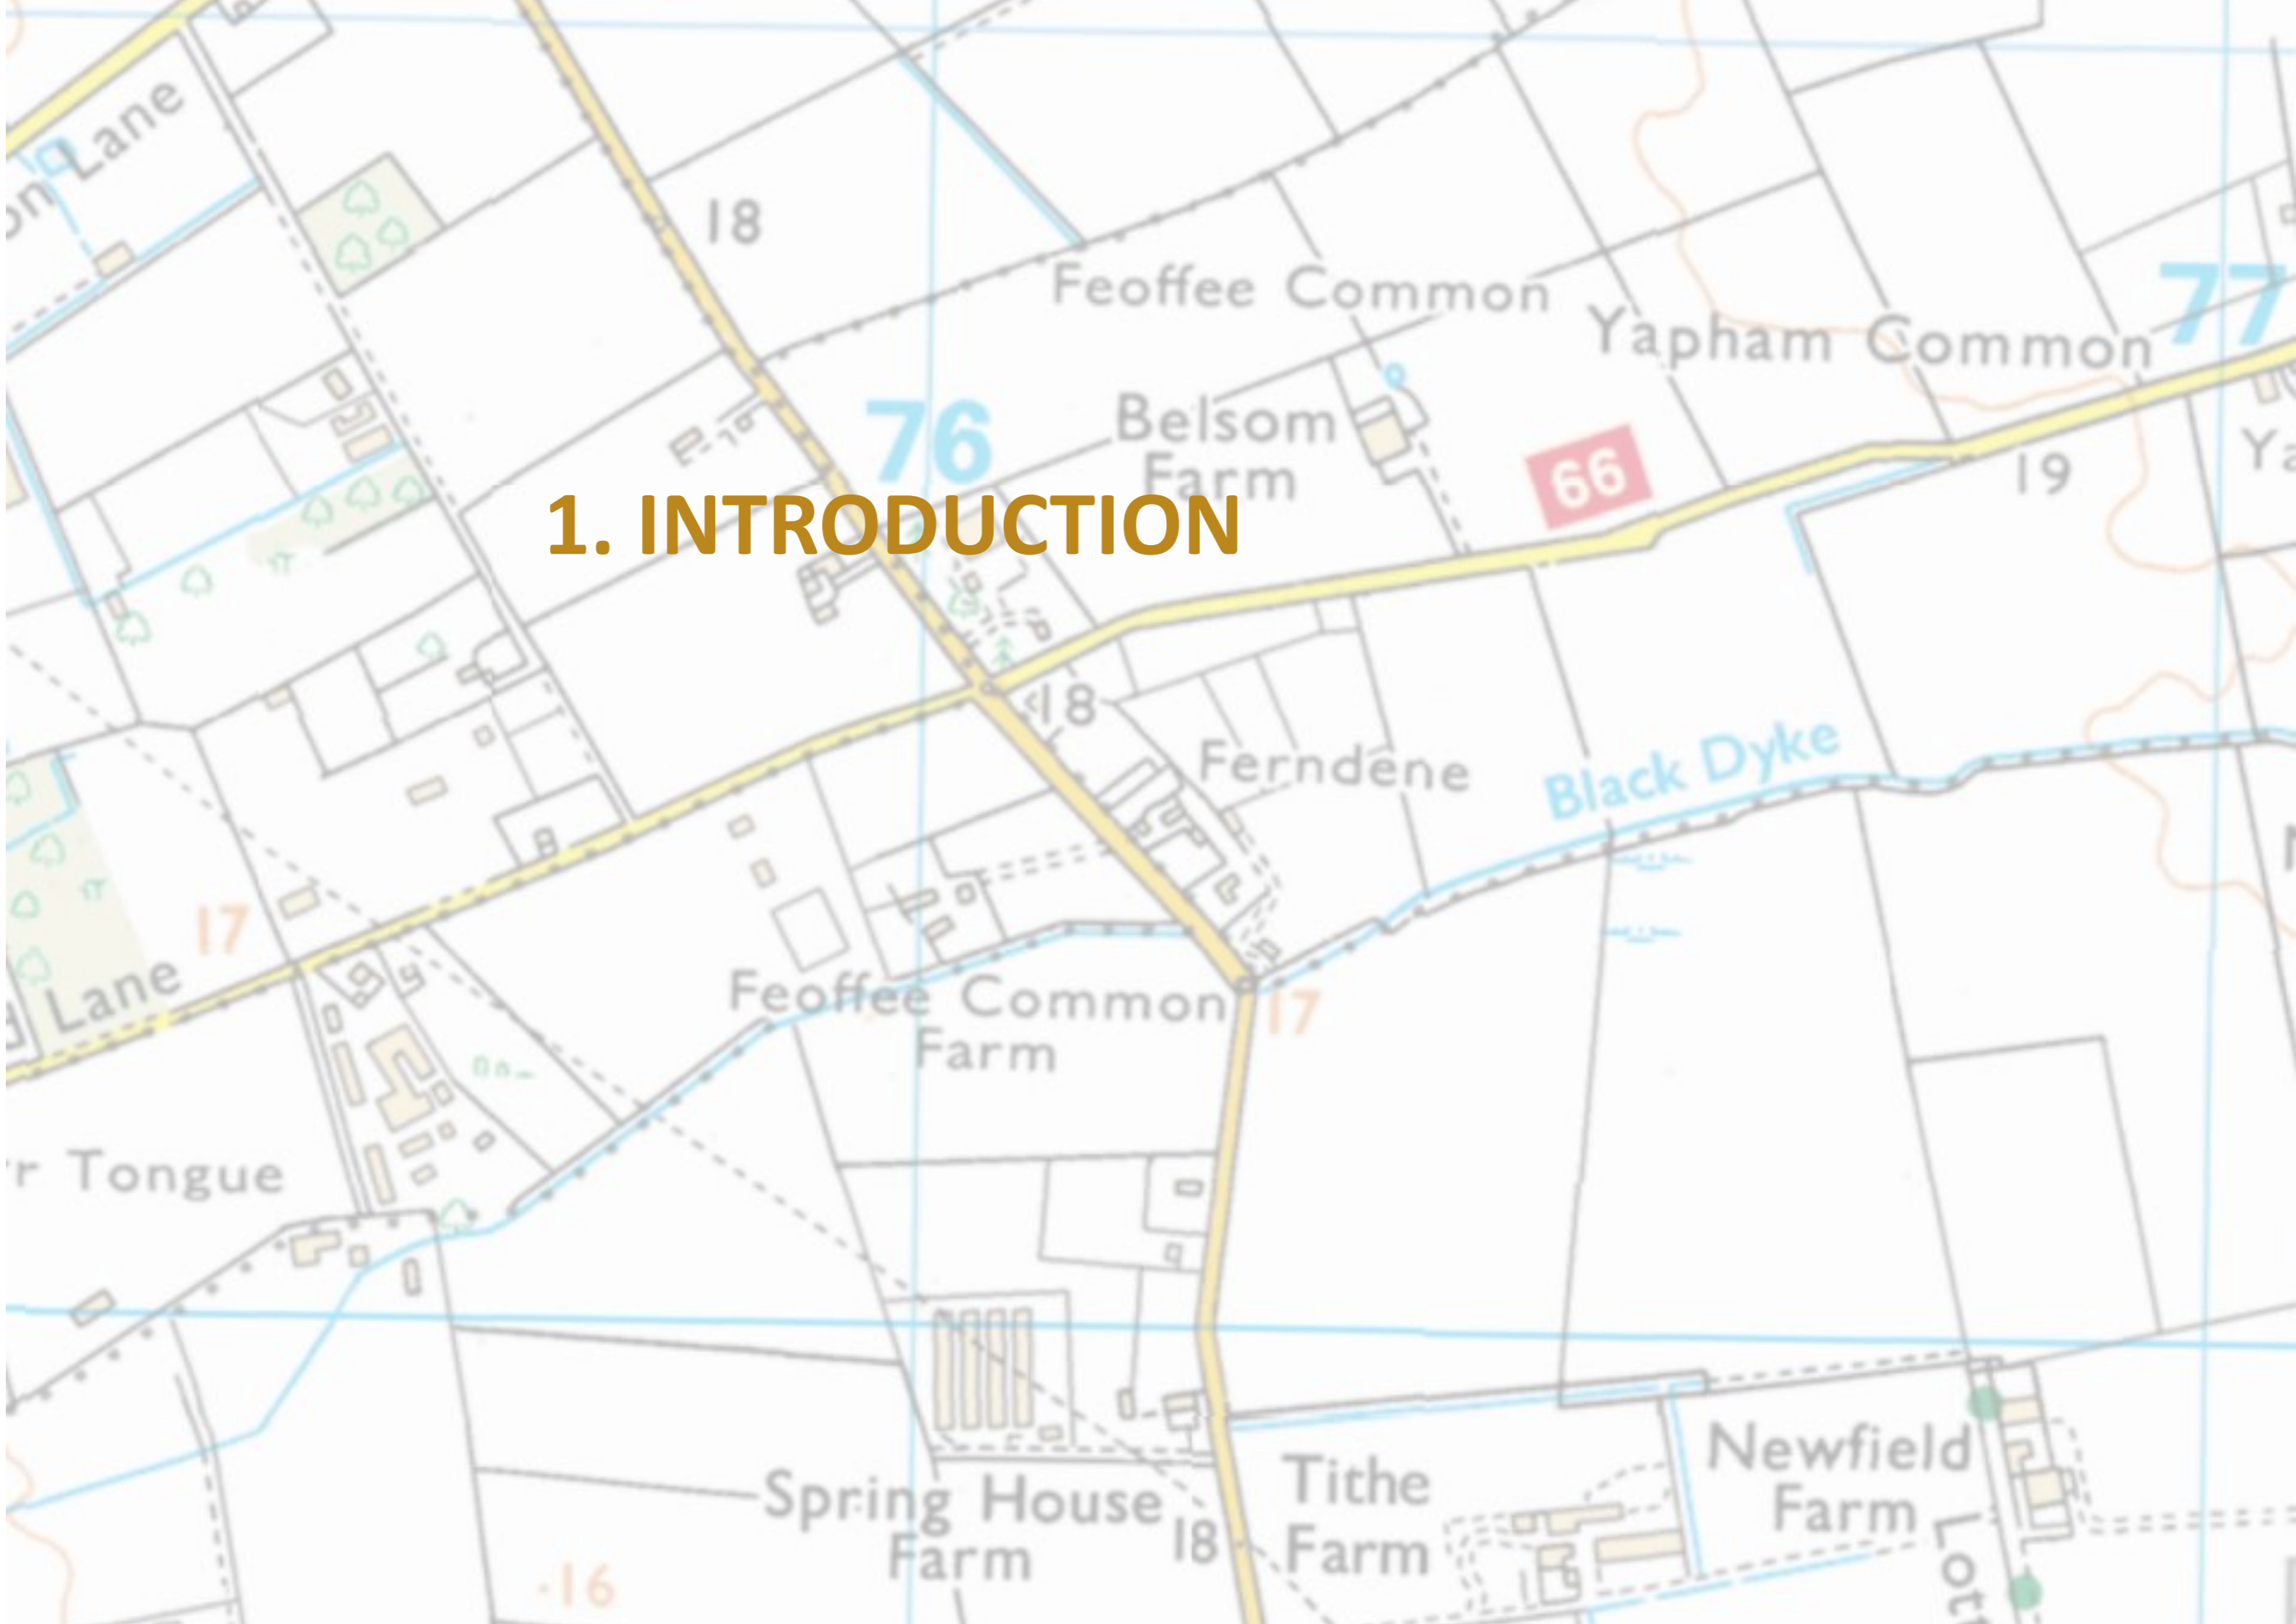 Lane
18
Feoffee Common
77
Yapham Common
76
Belsom
Farm
66
19
1. INTRODUCTION
18
Ferndene
Black Dyke
17
Lane
Feoffee Common
Farm
17
Tongue
Spring House
Farm
18
Tithe
Farm
Newfield
Farm
16